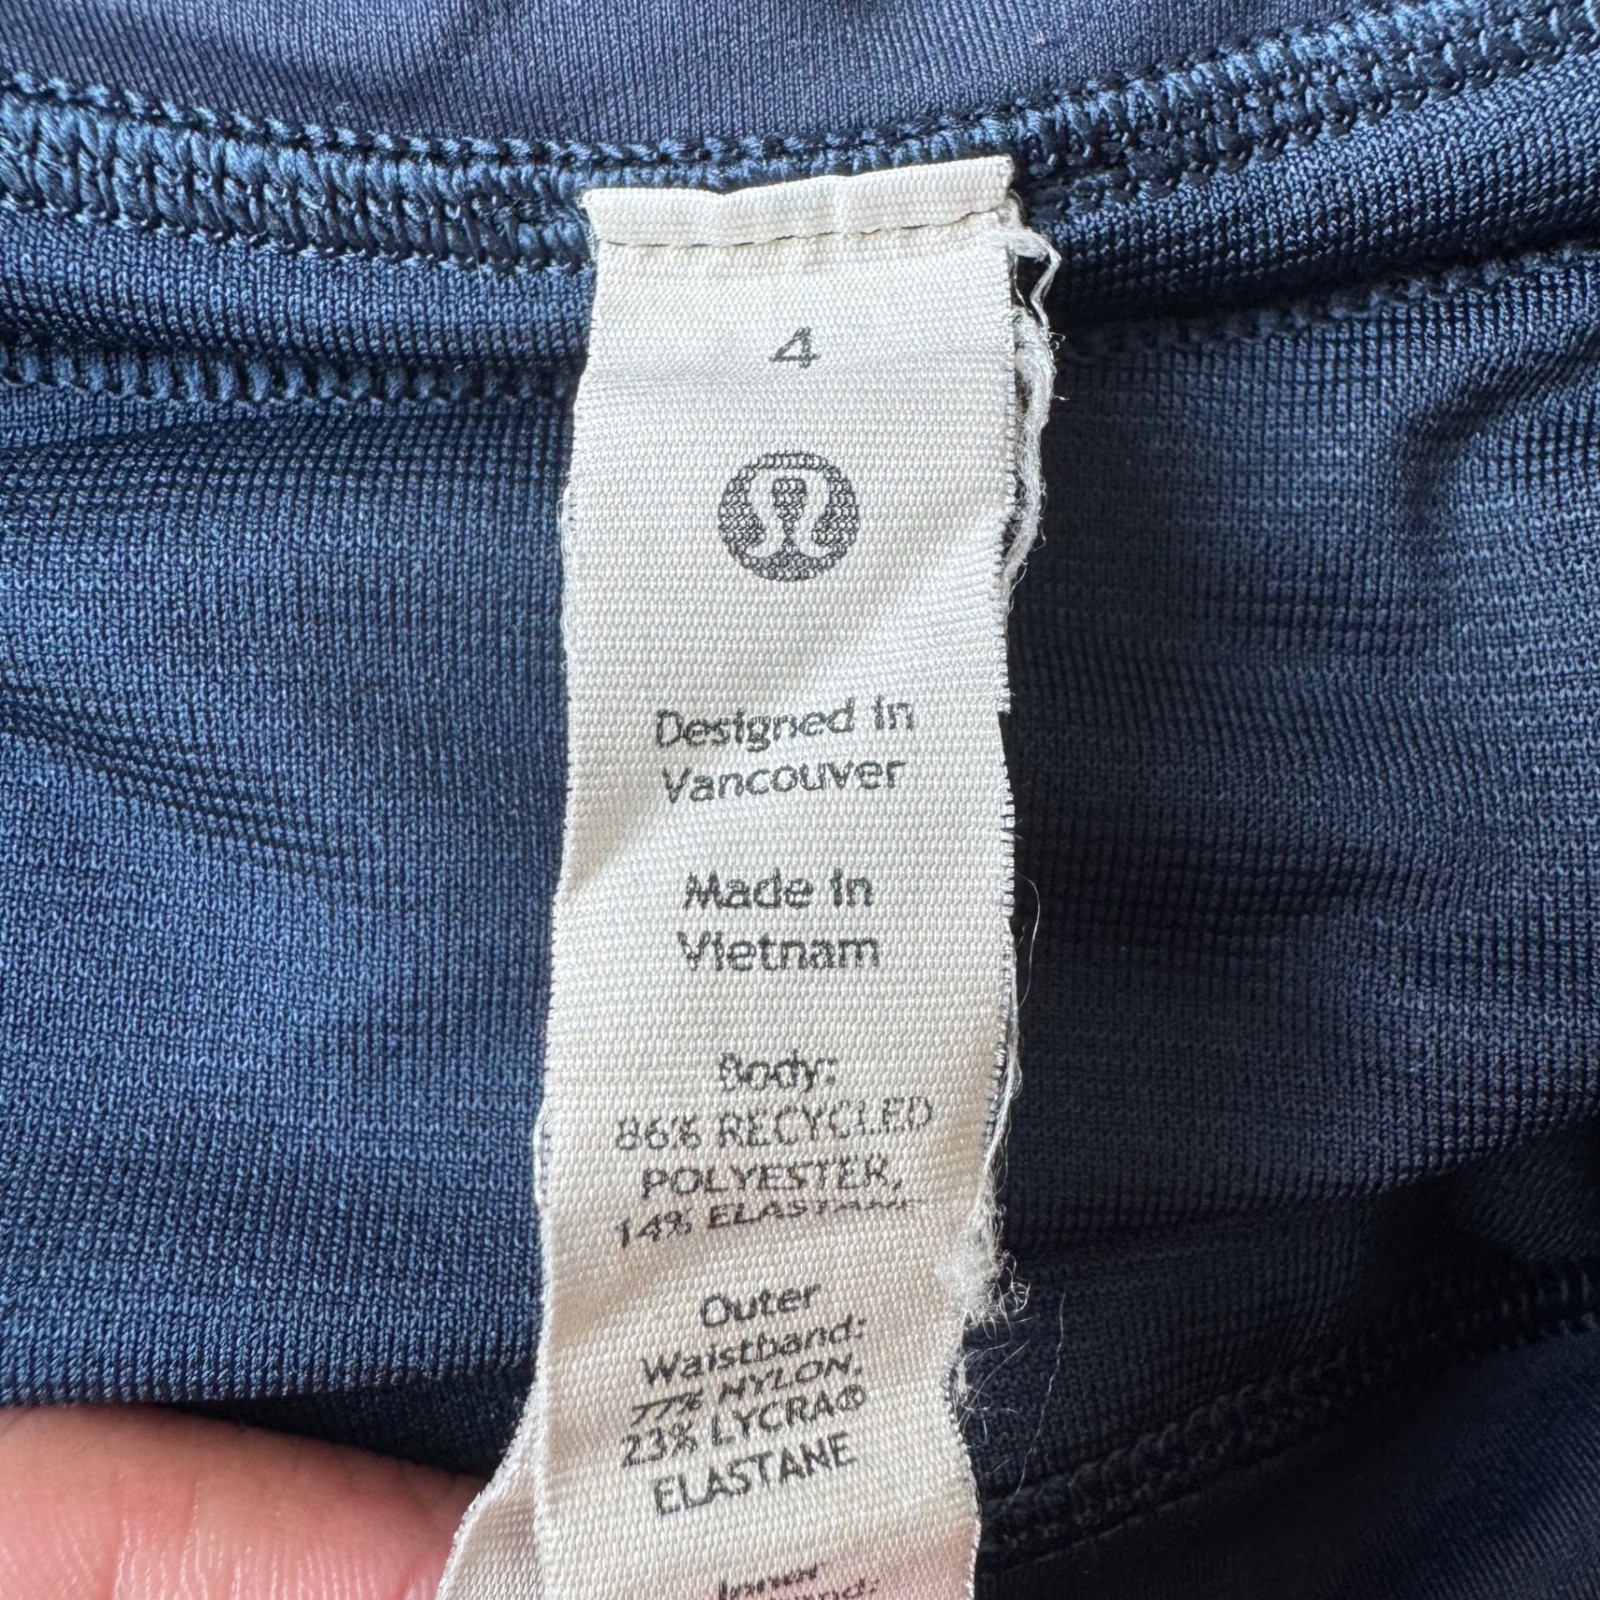 4
Designed in
Vancouver
Made in
Vietnam
Body:
86% RECYCLED
POLYESTER,
14% ELASTANE
Outer
Waistband:
77% NYLON,
23% LYCRA®
ELASTANE
Inner